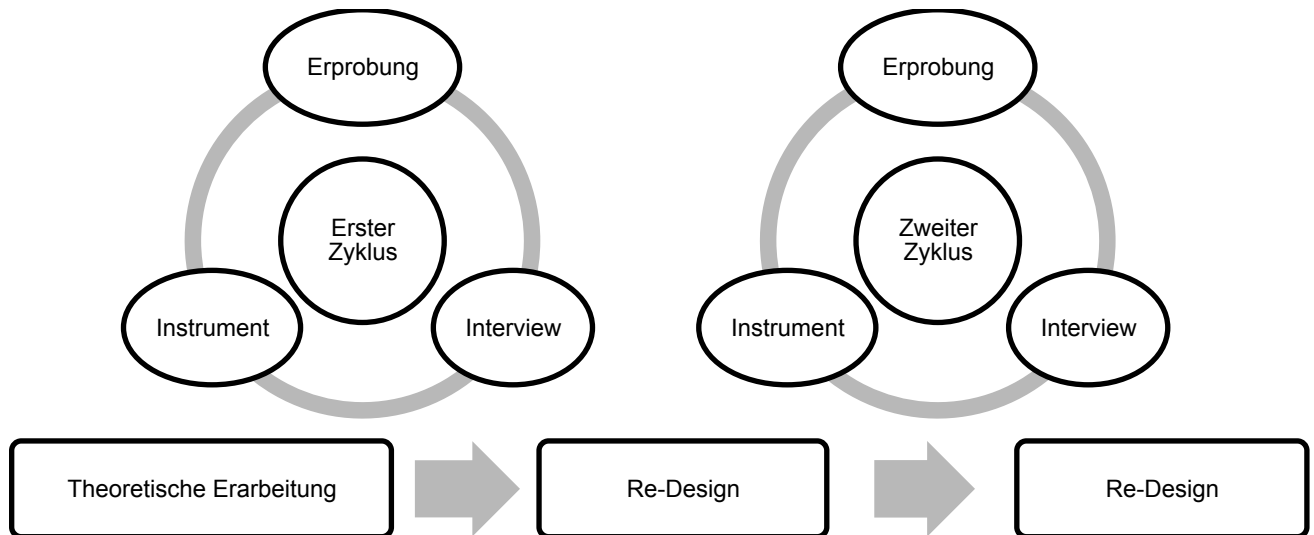 Erprobung
Erster
Zyklus
Instrument
Interview
Erprobung
Zweiter
Zyklus
Instrument
Interview
Theoretische Erarbeitung
Re-Design
Re-Design